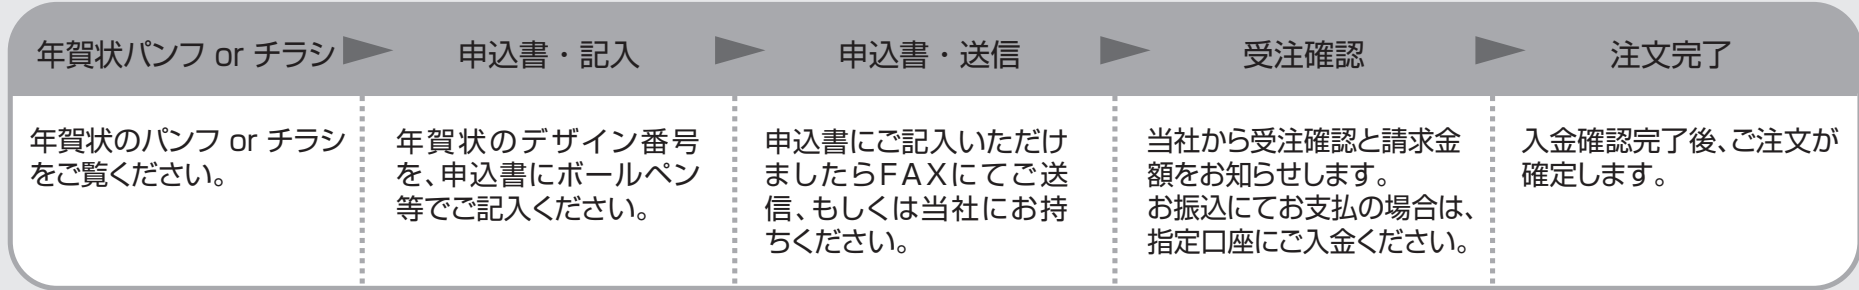 年賀状パンフ or チラシ
申込書・記入
申込書・送信
受注確認
注文完了
年賀状のパンフ or チラシ
をご覧ください。
年賀状のデザイン番号
を、申込書にボールペン
等でご記入ください。
申込書にご記入いただけ
ましたらFAXにてご送
信、もしくは当社にお持
ちください。
当社から受注確認と請求金
額をお知らせします。
お振込にてお支払の場合は、
指定口座にご入金ください。
入金確認完了後、ご注文が
確定します。